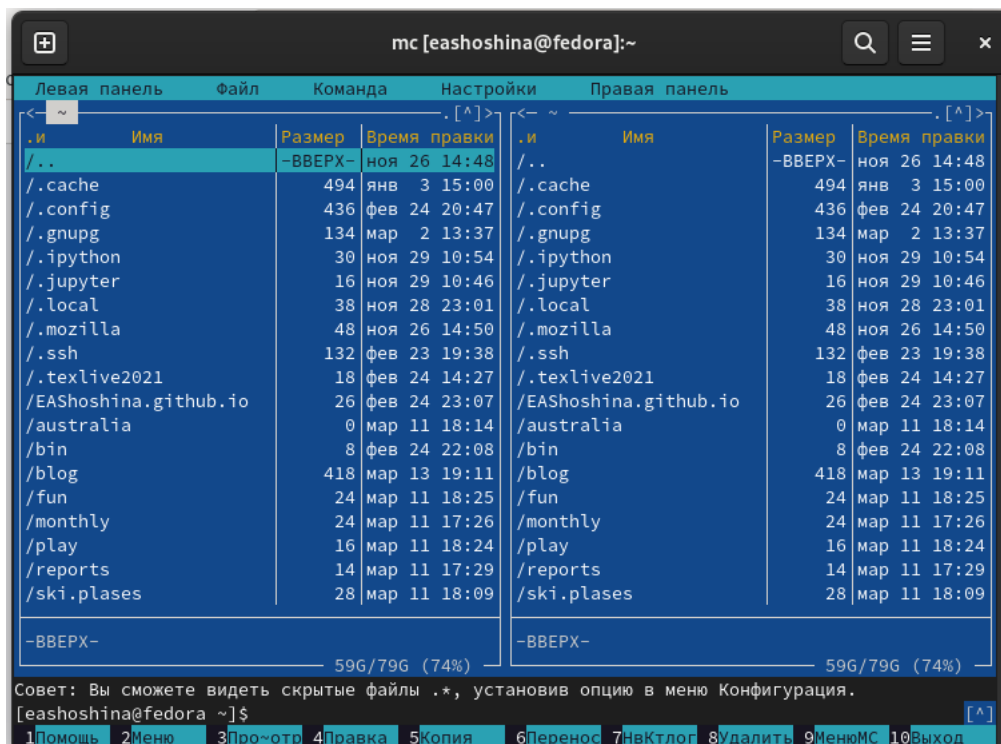 mc [eashoshina@fedora]:~
Левая панель Файл Команда Настройки Правая панель
<— ~ .[^]> <— ~ .[^]>
.и Имя Размер Время правки .и Имя Размер Время правки
/.. -ВВЕРХ- ноя 26 14:48 /.. -ВВЕРХ- ноя 26 14:48
/.cache 494 янв 3 15:00 /.cache 494 янв 3 15:00
/.config 436 фев 24 20:47 /.config 436 фев 24 20:47
/.gnupg 134 мар 2 13:37 /.gnupg 134 мар 2 13:37
/.ipython 30 ноя 29 10:54 /.ipython 30 ноя 29 10:54
/.jupyter 16 ноя 29 10:46 /.jupyter 16 ноя 29 10:46
/.local 38 ноя 28 23:01 /.local 38 ноя 28 23:01
/.mozilla 48 ноя 26 14:50 /.mozilla 48 ноя 26 14:50
/.ssh 132 фев 23 19:38 /.ssh 132 фев 23 19:38
/.texlive2021 18 фев 24 14:27 /.texlive2021 18 фев 24 14:27
/EAShoshina.github.io 26 фев 24 23:07 /EAShoshina.github.io 26 фев 24 23:07
/australia 0 мар 11 18:14 /australia 0 мар 11 18:14
/bin 8 фев 24 22:08 /bin 8 фев 24 22:08
/blog 418 мар 13 19:11 /blog 418 мар 13 19:11
/fun 24 мар 11 18:25 /fun 24 мар 11 18:25
/monthly 24 мар 11 17:26 /monthly 24 мар 11 17:26
/play 16 мар 11 18:24 /play 16 мар 11 18:24
/reports 14 мар 11 17:29 /reports 14 мар 11 17:29
/ski.plases 28 мар 11 18:09 /ski.plases 28 мар 11 18:09
-ВВЕРХ- -ВВЕРХ-
59G/79G (74%) 59G/79G (74%)
Совет: Вы сможете видеть скрытые файлы .*, установив опцию в меню Конфигурация.
[eashoshina@fedora ~]$ [^]
1Помощь 2Меню 3Про~отр 4Правка 5Копия 6Перенос 7НвКтлог 8Удалить 9МенюMC 10Выход